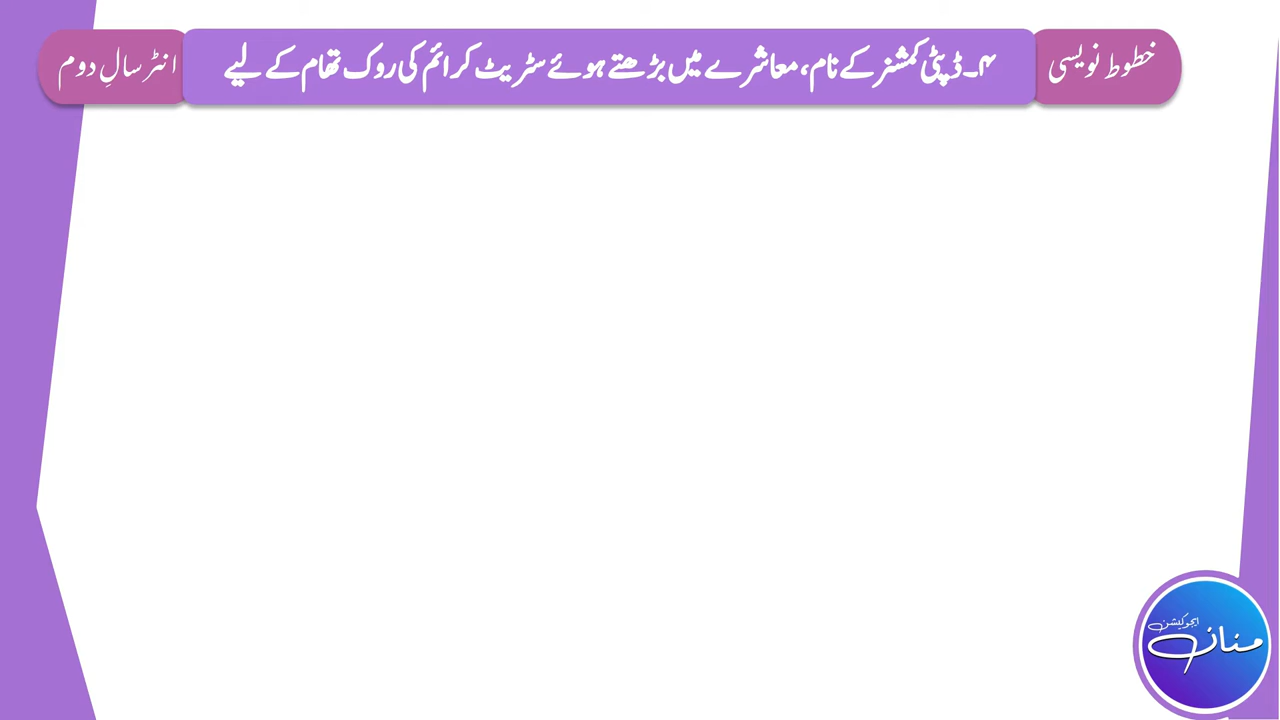 خطوط نویسی
۴۔ ڈپٹی کمشنر کے نام، معاشرے میں بڑھتے ہوئے سٹریٹ کرائم کی روک تھام کے لیے
انٹر سالِ دوم
ایجوکیشن
منان